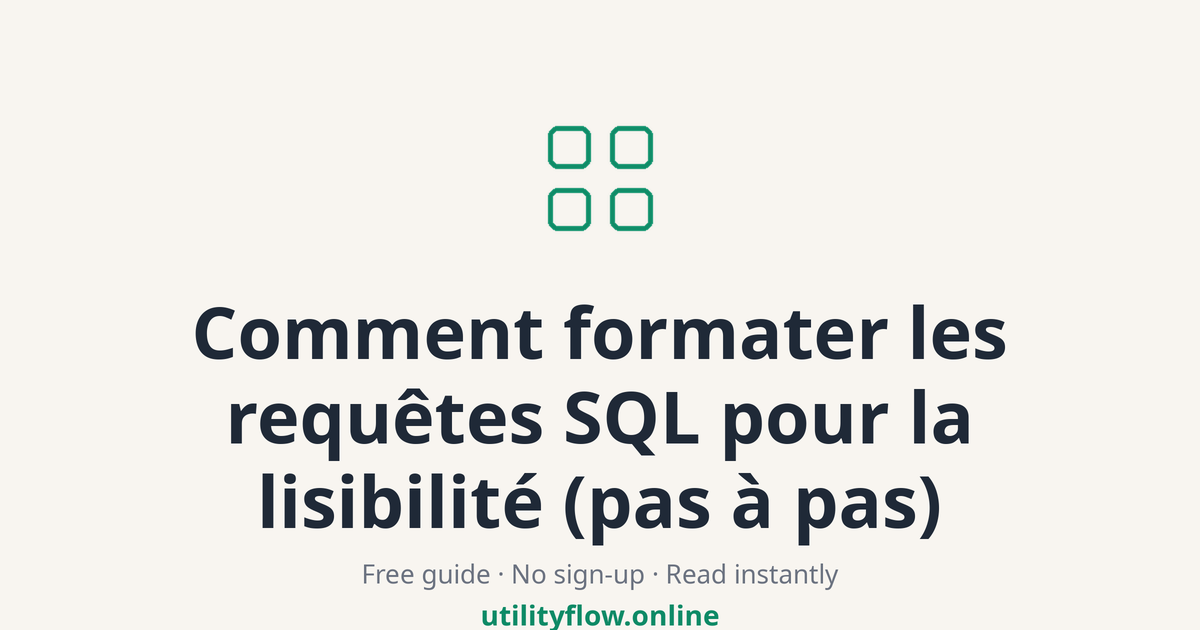 Comment formater les
requêtes SQL pour la
lisibilité (pas à pas)
Free guide · No sign-up · Read instantly
utilityflow.online